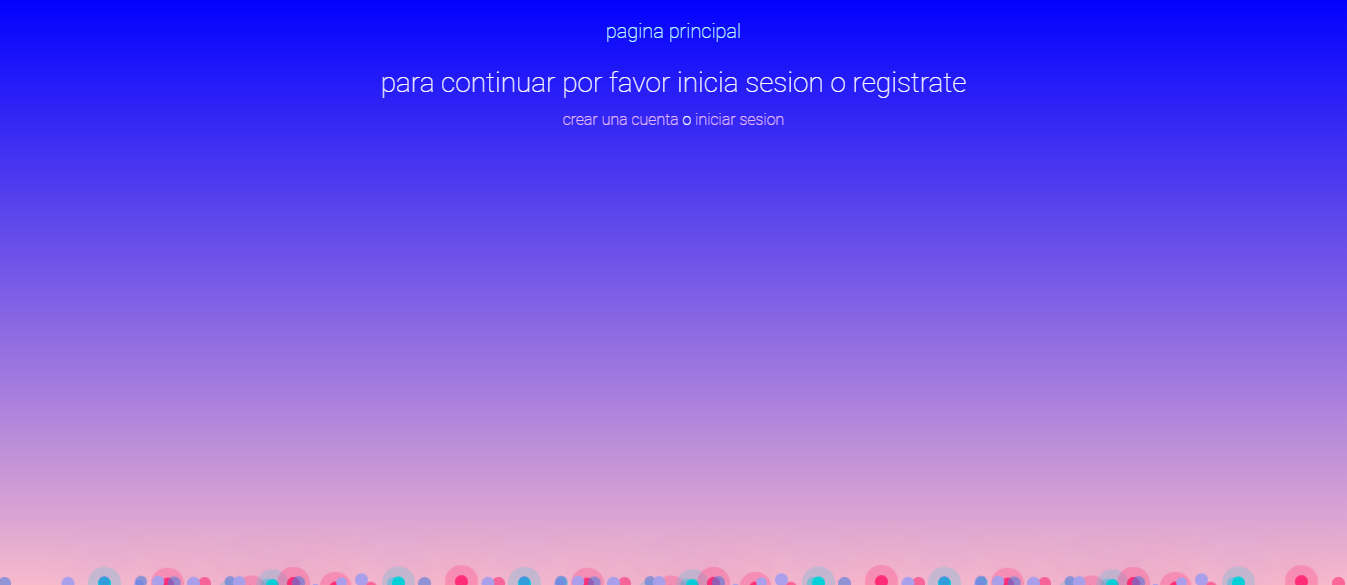 pagina principal
para continuar por favor inicia sesion o registrate
crear una cuenta o iniciar sesion